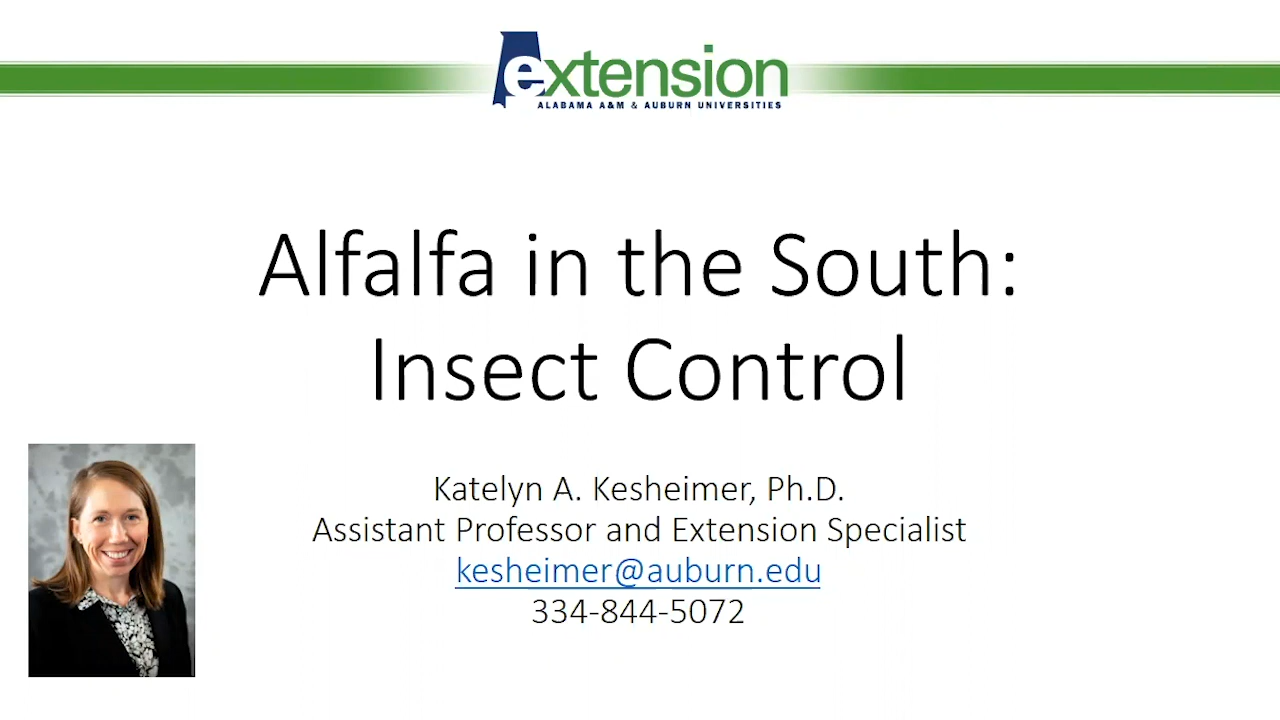 extension
ALABAMA A&M & AUBURN UNIVERSITIES
Alfalfa in the South:
Insect Control
Katelyn A. Kesheimer, Ph.D.
Assistant Professor and Extension Specialist
kesheimer@auburn.edu
334-844-5072